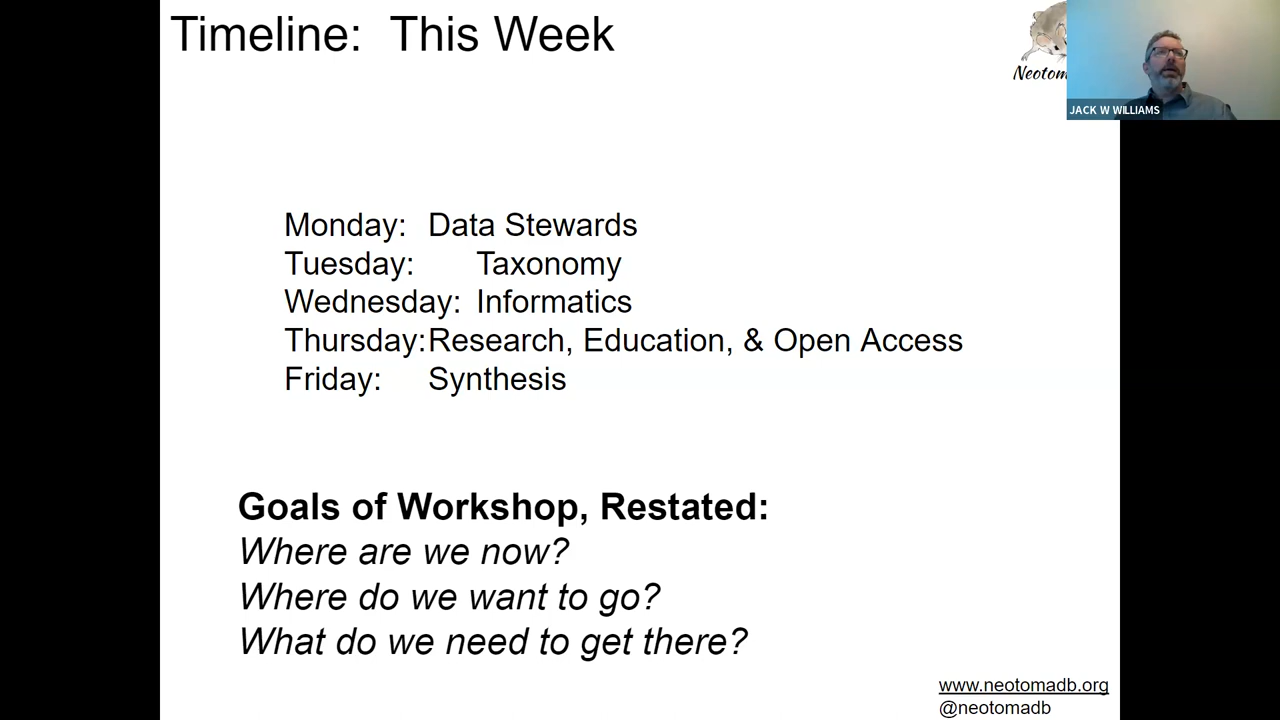 Timeline: This Week
JACK W WILLIAMS
Monday: Data Stewards
Tuesday: Taxonomy
Wednesday: Informatics
Thursday: Research, Education, & Open Access
Friday: Synthesis
Goals of Workshop, Restated:
Where are we now?
Where do we want to go?
What do we need to get there?
www.neotomadb.org
@neotomadb